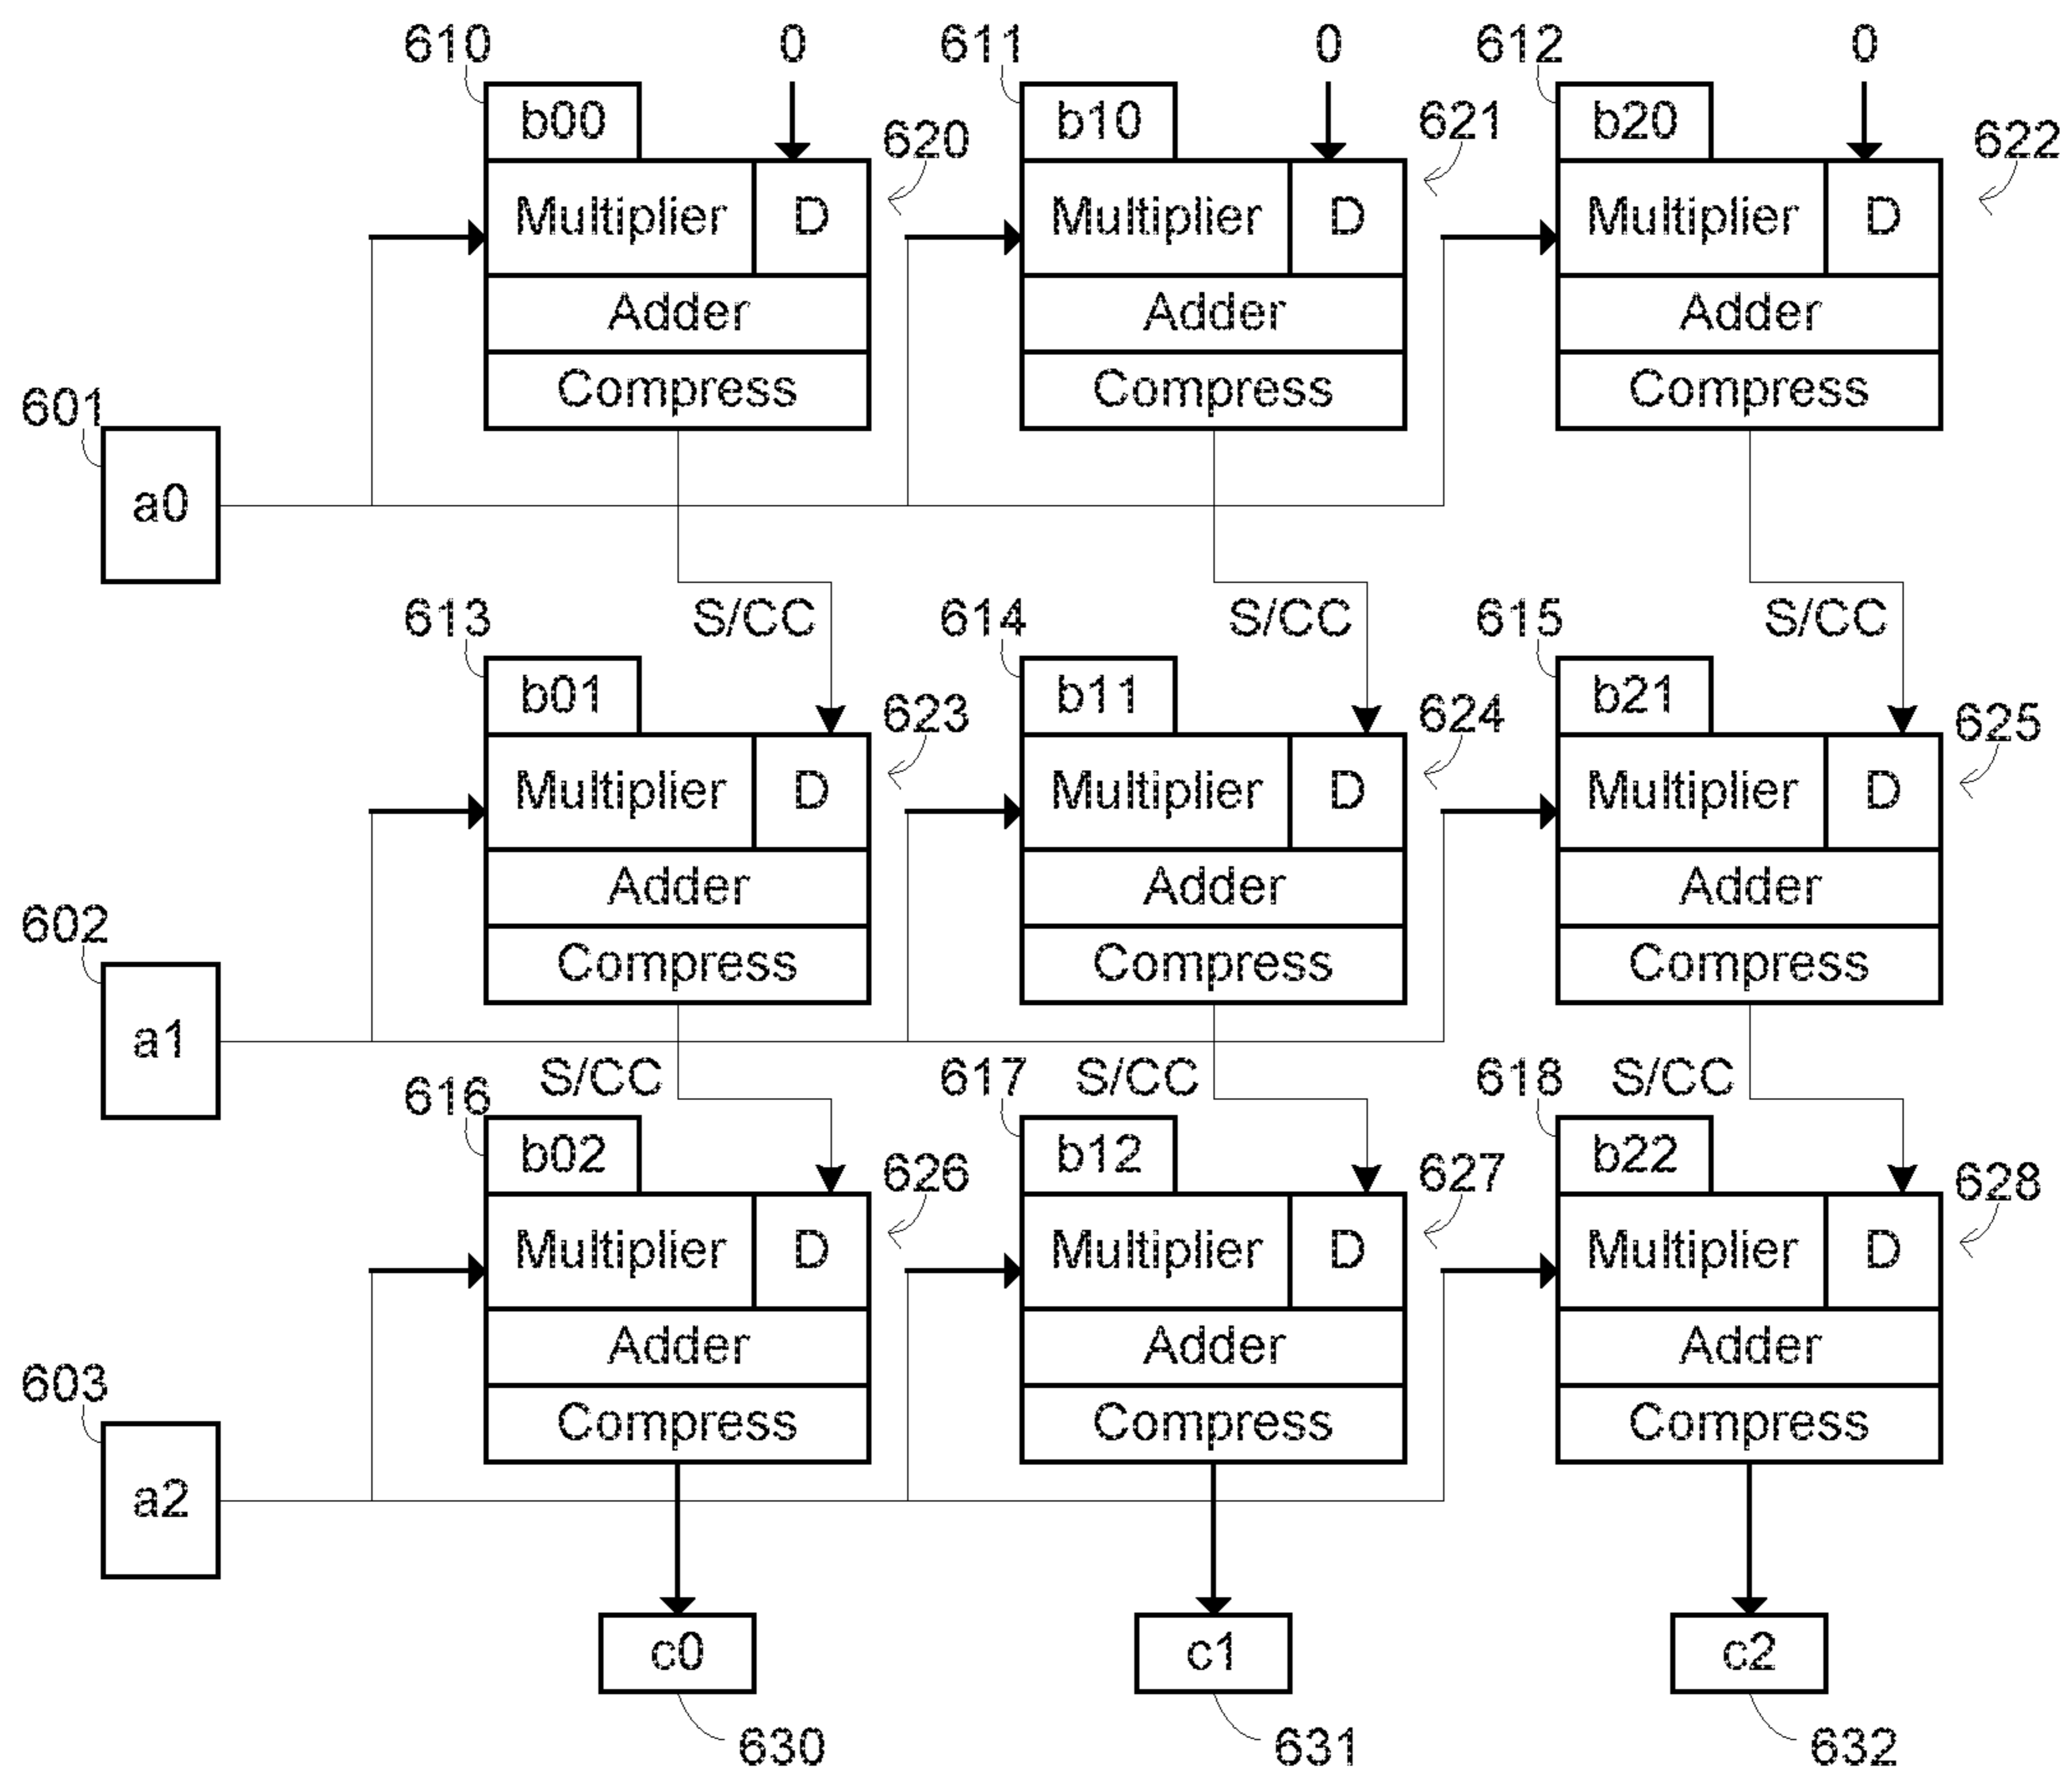 610 0 611 0 612 0
b00 620 b10 621 b20 622
Multiplier D Multiplier D Multiplier D
Adder Adder Adder
Compress Compress Compress
601
a0
613 S/CC 614 S/CC 615 S/CC
b01 623 b11 624 b21 625
Multiplier D Multiplier D Multiplier D
Adder Adder Adder
602
Compress Compress Compress
a1
616 S/CC 617 S/CC 618 S/CC
b02 626 b12 627 b22 628
Multiplier D Multiplier D Multiplier D
Adder Adder Adder
603
Compress Compress Compress
a2
c0 c1 c2
630 631 632